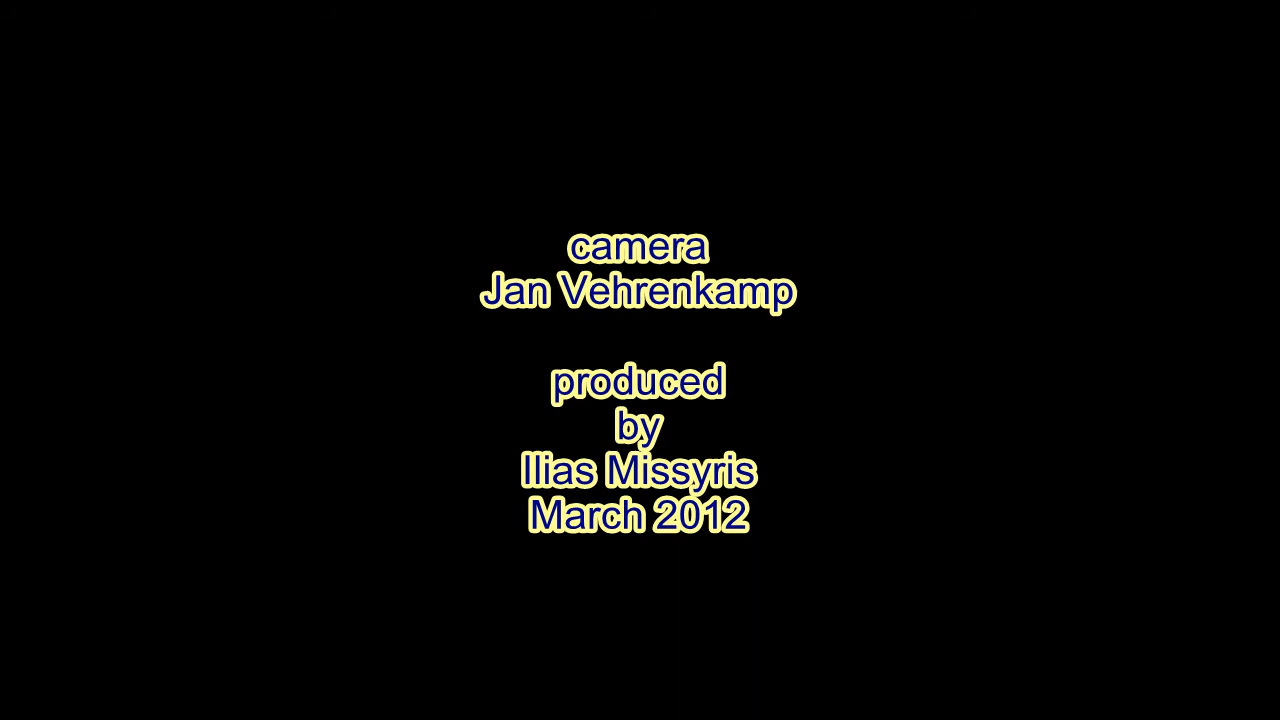 camera
Jan Vehrenkamp
produced
by
Ilias Missyris
March 2012